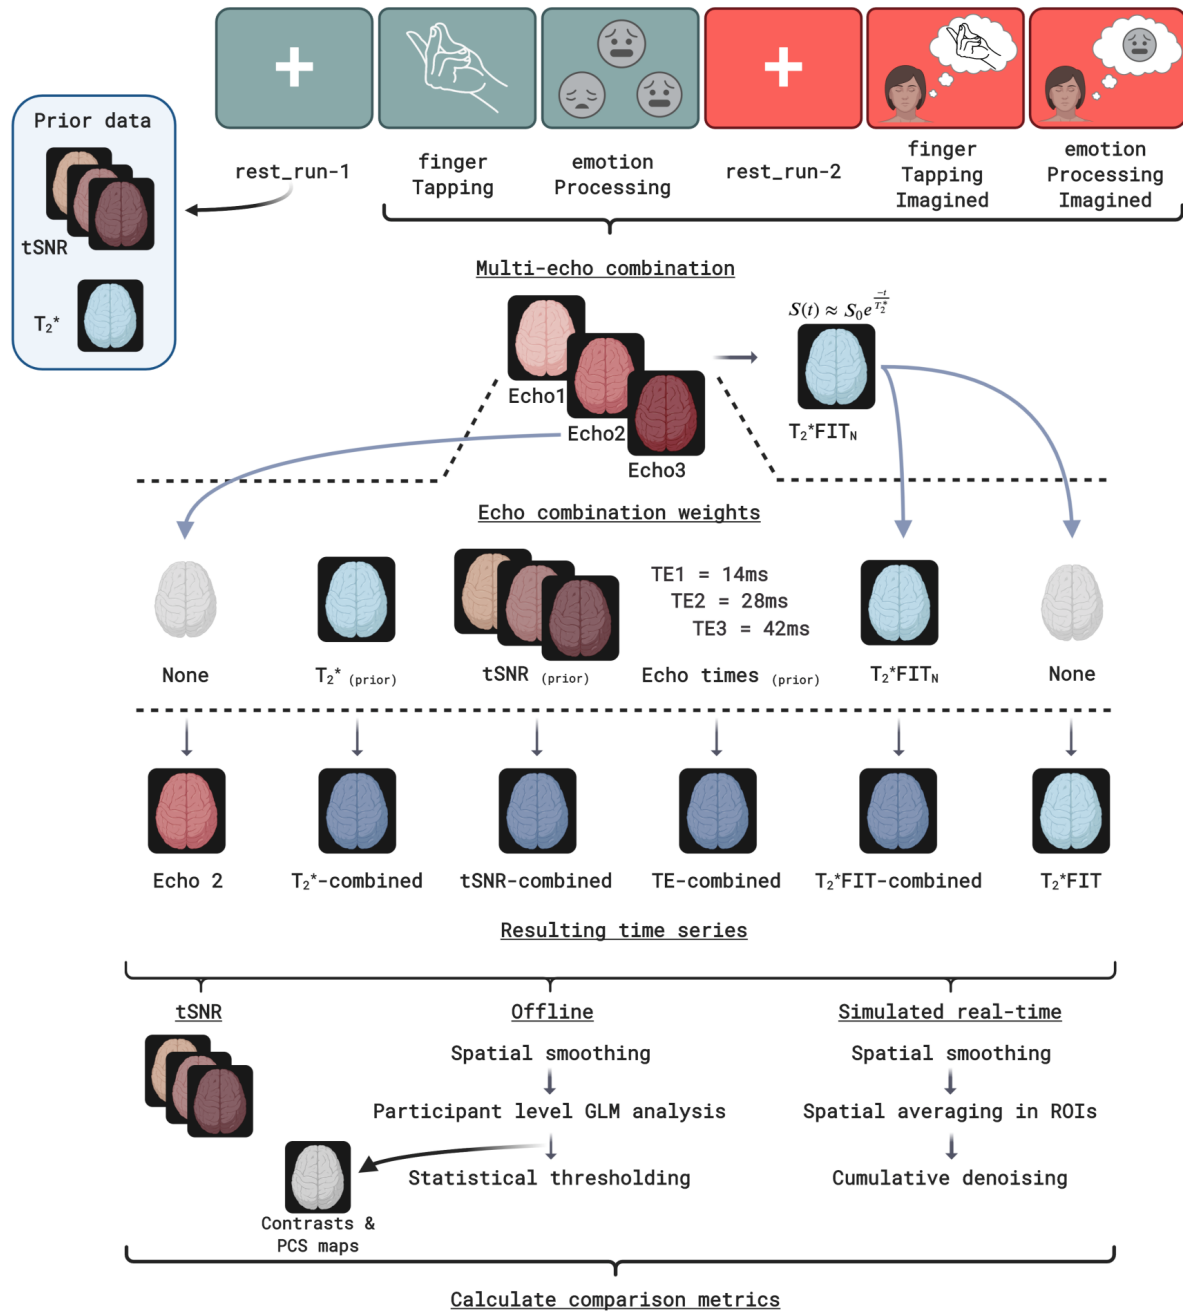 Prior data
tSNR
T₂*
rest_run-1
finger
Tapping
emotion
Processing
rest_run-2
finger
Tapping
Imagined
emotion
Processing
Imagined
Multi-echo combination
Echo1
Echo2
Echo3
S(t) ≈ S₀e^(-t/T₂*)
T₂*FIT_N
Echo combination weights
None
T₂* (prior)
tSNR (prior)
TE1 = 14ms
TE2 = 28ms
TE3 = 42ms
Echo times (prior)
T₂*FIT_N
None
Echo 2
T₂*-combined
tSNR-combined
TE-combined
T₂*FIT-combined
T₂*FIT
Resulting time series
tSNR
Offline
Spatial smoothing
Participant level GLM analysis
Statistical thresholding
Contrasts &
PCS maps
Simulated real-time
Spatial smoothing
Spatial averaging in ROIs
Cumulative denoising
Calculate comparison metrics